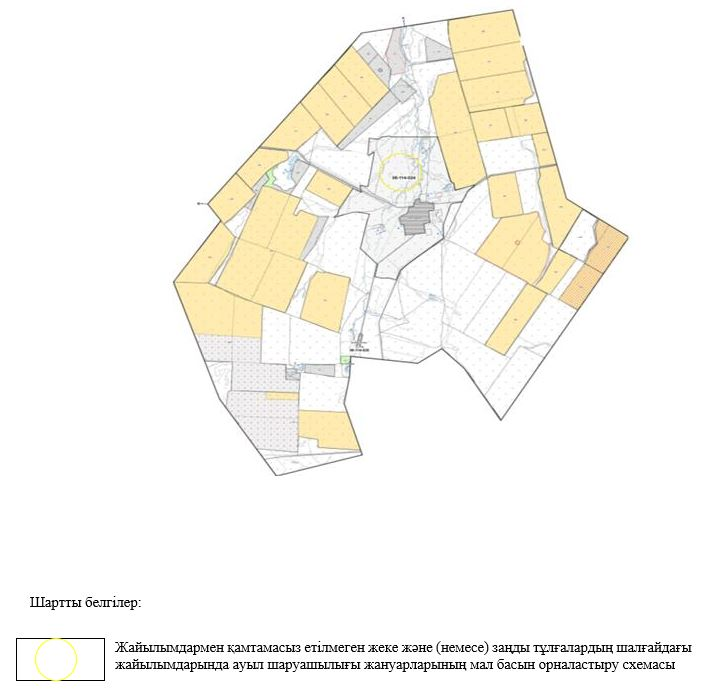 Шартты белгілер:
Жайылымдармен қамтамасыз етілмеген жеке және (немесе) заңды тұлғалардың шалғайдағы
жайылымдарында ауыл шаруашылығы жануарларының мал басын орналастыру схемасы